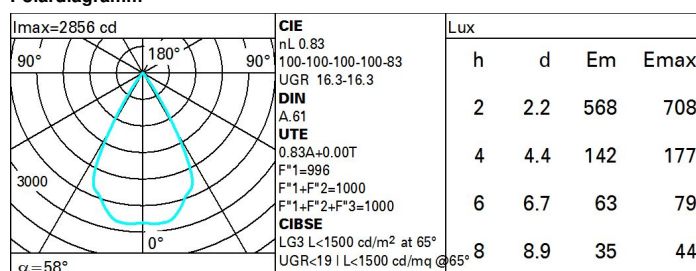 Imax=2856 cd
90° 180° 90°
3000
0°
α=58°
CIE
nL 0.83
100-100-100-100-83
UGR 16.3-16.3
DIN
A.61
UTE
0.83A+0.00T
F"1=996
F"1+F"2=1000
F"1+F"2+F"3=1000
CIBSE
LG3 L<1500 cd/m² at 65°
UGR<19 | L<1500 cd/mq @65°
Lux
h d Em Emax
2 2.2 568 708
4 4.4 142 177
6 6.7 63 79
8 8.9 35 44